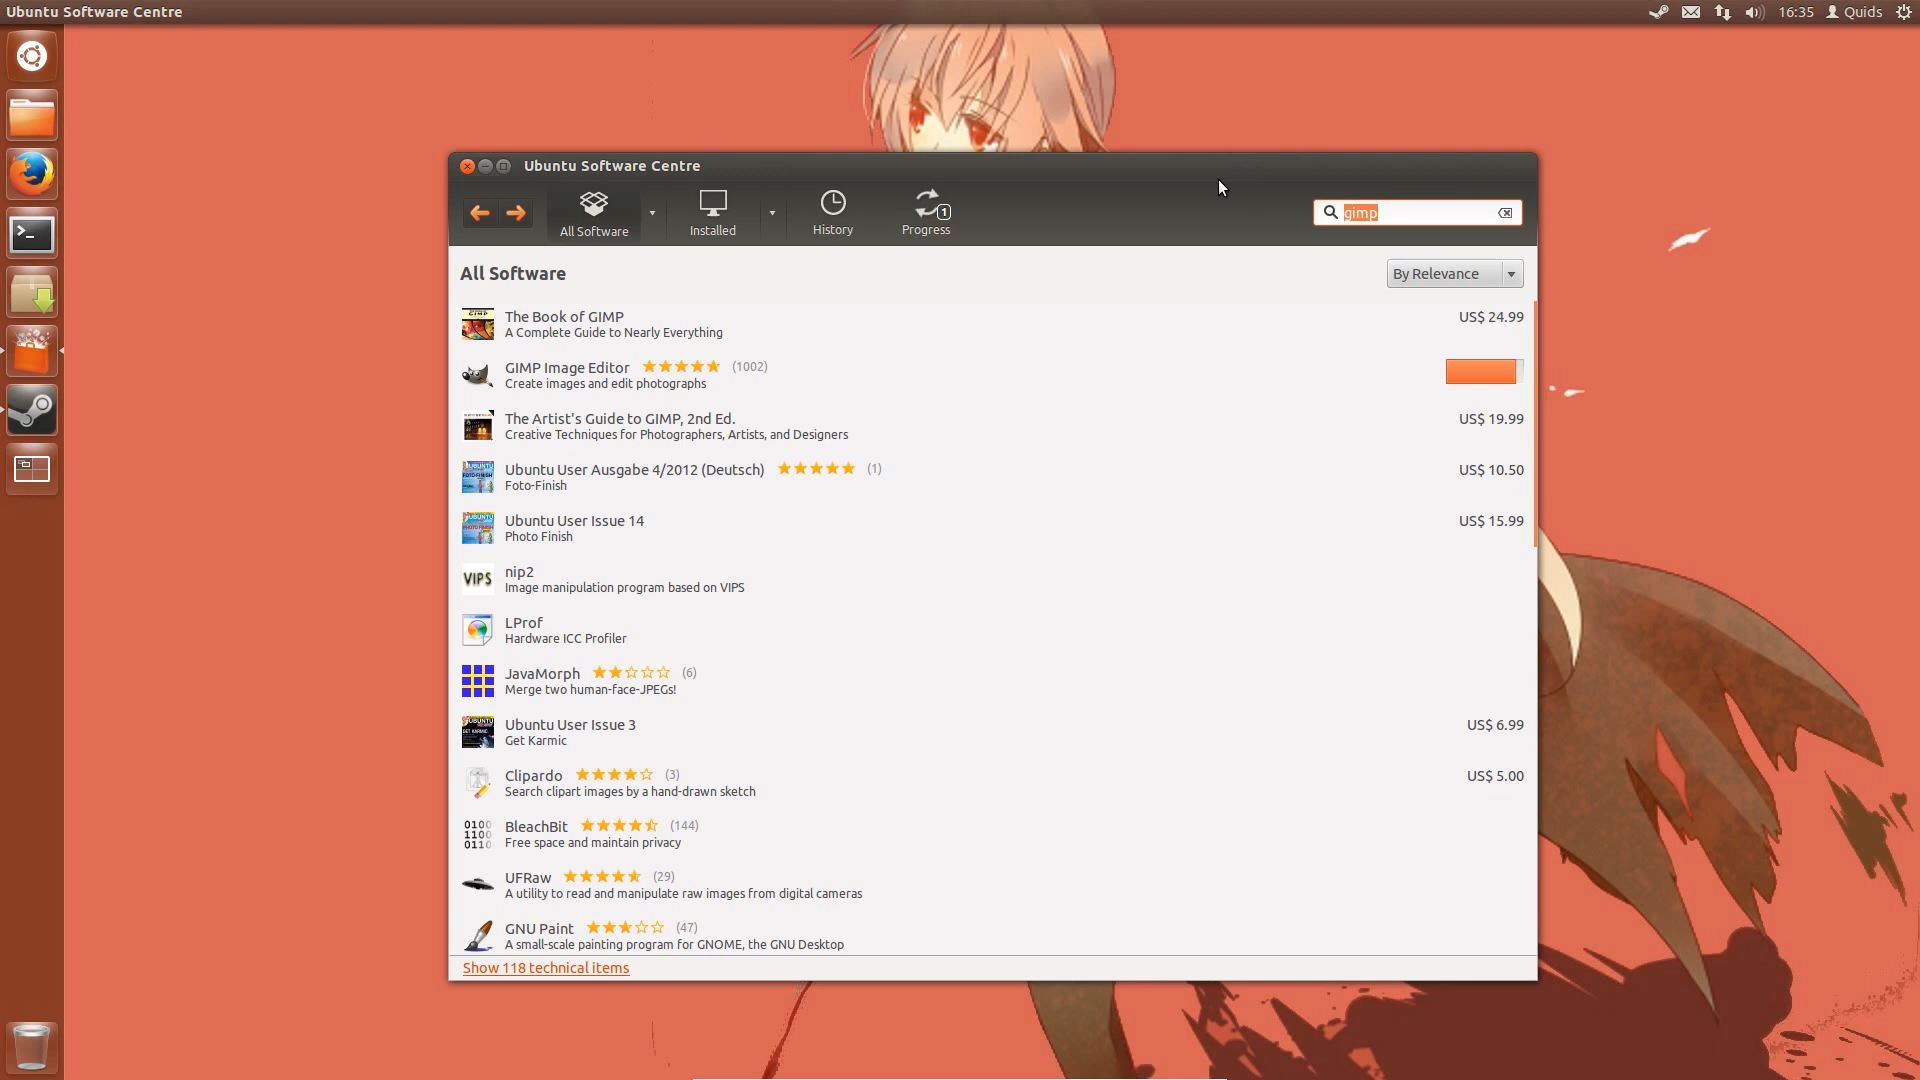 Ubuntu Software Centre
16:35 Quids
Ubuntu Software Centre
All Software
Installed
History
Progress
1
gimp
All Software
By Relevance
The Book of GIMP US$ 24.99
A Complete Guide to Nearly Everything
GIMP Image Editor (1002)
Create images and edit photographs
The Artist's Guide to GIMP, 2nd Ed. US$ 19.99
Creative Techniques for Photographers, Artists, and Designers
Ubuntu User Ausgabe 4/2012 (Deutsch) (1) US$ 10.50
Foto-Finish
Ubuntu User Issue 14 US$ 15.99
Photo Finish
VIPS
nip2
Image manipulation program based on VIPS
LProf
Hardware ICC Profiler
JavaMorph (6)
Merge two human-face-JPEGs!
Ubuntu User Issue 3 US$ 6.99
Get Karmic
Clipardo (3) US$ 5.00
Search clipart images by a hand-drawn sketch
0100
1100
0110
BleachBit (144)
Free space and maintain privacy
UFRaw (29)
A utility to read and manipulate raw images from digital cameras
GNU Paint (47)
A small-scale painting program for GNOME, the GNU Desktop
Show 118 technical items